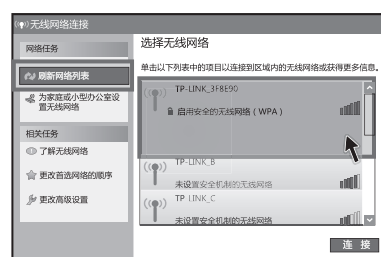 无线网络连接
网络任务
刷新网络列表
为家庭或小型办公室设
置无线网络
相关任务
了解无线网络
更改首选网络的顺序
更改高级设置
选择无线网络
单击以下列表中的项目以连接到区域内的无线网络或获得更多信息。
TP-LINK_3F8E90
启用安全的无线网络（WPA）
TP-LINK_B
未设置安全机制的无线网络
TP-LINK_C
未设置安全机制的无线网络
连 接